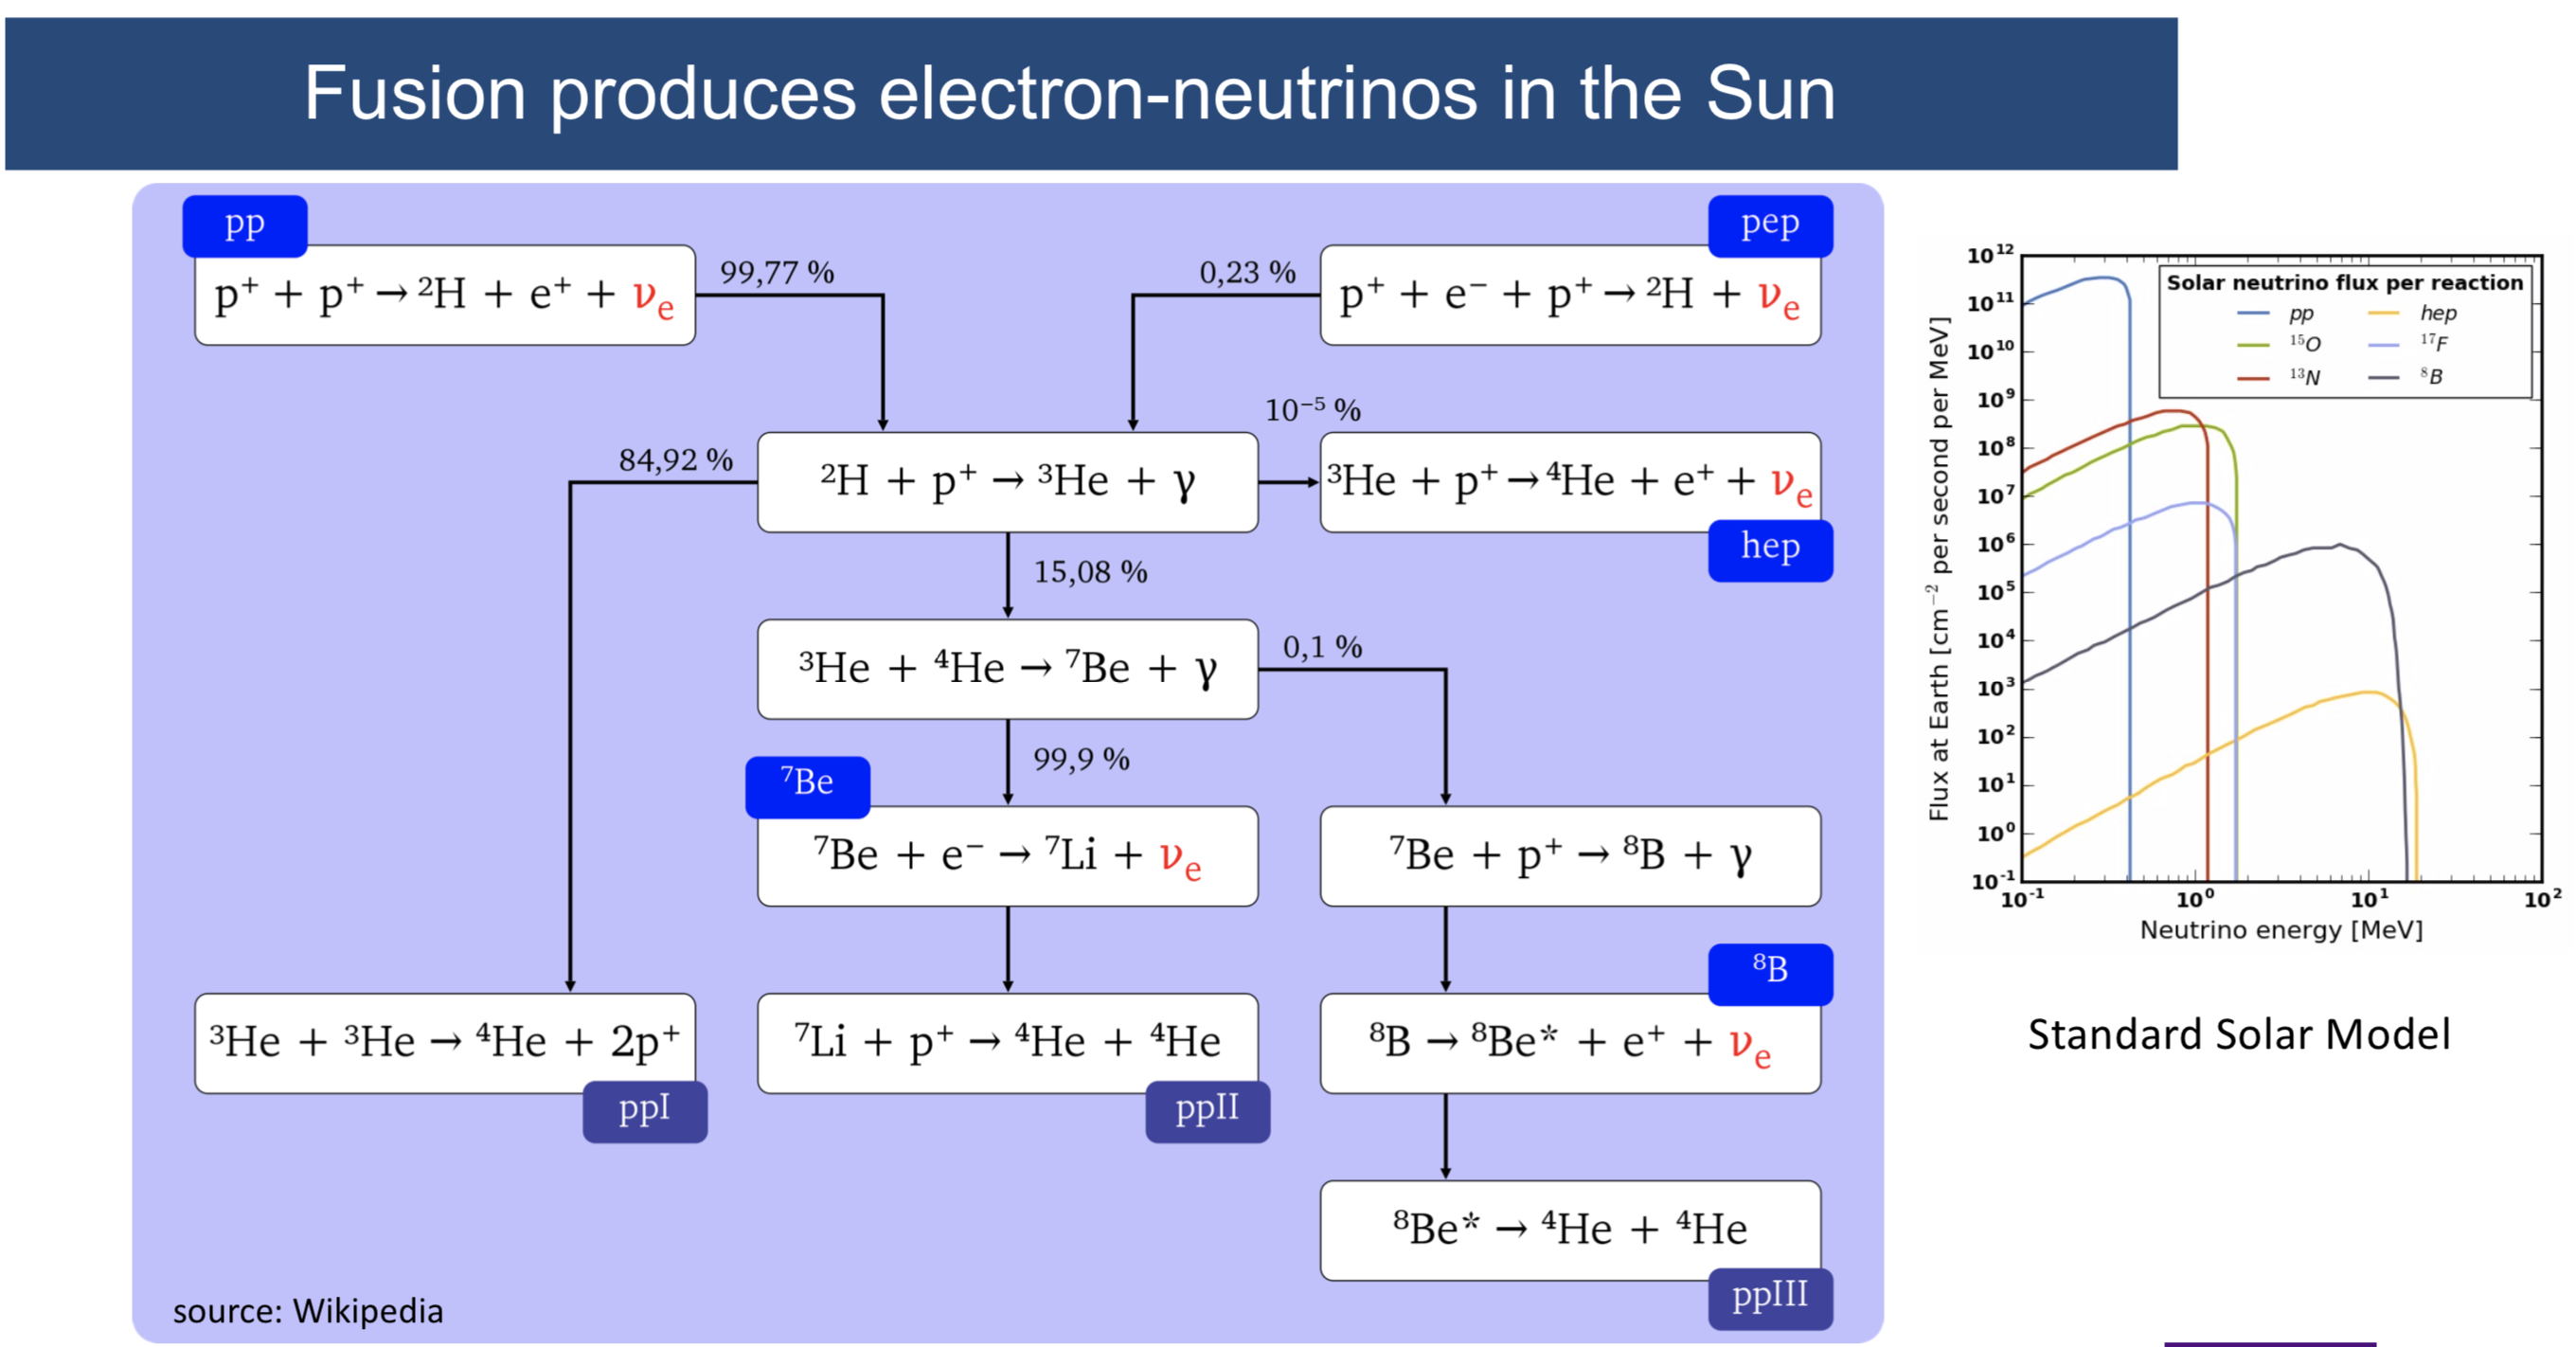 Fusion produces electron-neutrinos in the Sun
pp
p⁺ + p⁺ → ²H + e⁺ + νₑ
99,77 %
0,23 %
pep
p⁺ + e⁻ + p⁺ → ²H + νₑ
84,92 %
²H + p⁺ → ³He + γ
10⁻⁵ %
³He + p⁺ → ⁴He + e⁺ + νₑ
hep
15,08 %
³He + ⁴He → ⁷Be + γ
0,1 %
99,9 %
⁷Be
⁷Be + e⁻ → ⁷Li + νₑ
⁷Be + p⁺ → ⁸B + γ
³He + ³He → ⁴He + 2p⁺
ppI
⁷Li + p⁺ → ⁴He + ⁴He
ppII
⁸B
⁸B → ⁸Be* + e⁺ + νₑ
⁸Be* → ⁴He + ⁴He
ppIII
source: Wikipedia
Flux at Earth [cm⁻² per second per MeV]
10¹²
10¹¹
10¹⁰
10⁹
10⁸
10⁷
10⁶
10⁵
10⁴
10³
10²
10¹
10⁰
10⁻¹
Solar neutrino flux per reaction
pp hep
¹⁵O ¹⁷F
¹³N ⁸B
10⁻¹ 10⁰ 10¹ 10²
Neutrino energy [MeV]
Standard Solar Model